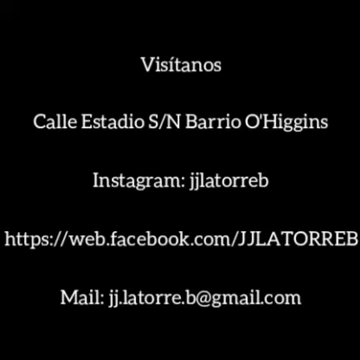 Visítanos
Calle Estadio S/N Barrio O'Higgins
Instagram: jjlatorreb
https://web.facebook.com/JJLATORREB
Mail: jj.latorre.b@gmail.com